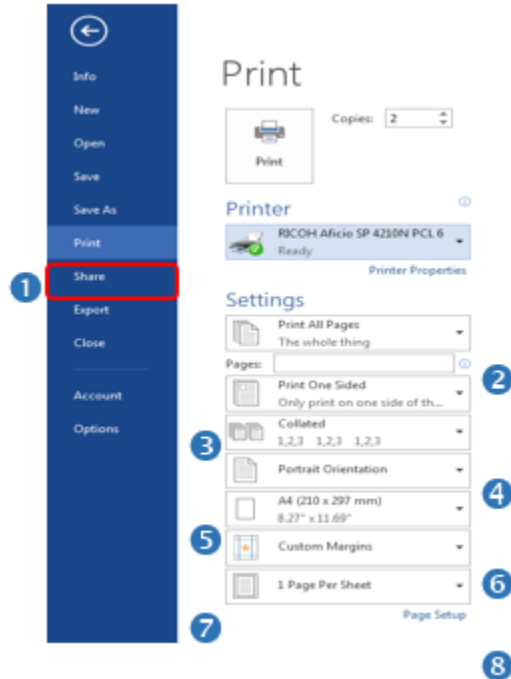 Info
New
Open
Save
Save As
Print
Share
Export
Close
Account
Options
Print
Print
Copies: 2
Printer
RICOH Aficio SP 4210N PCL 6
Ready
Printer Properties
Settings
Print All Pages
The whole thing
Pages:
Print One Sided
Only print on one side of th...
Collated
1,2,3 1,2,3 1,2,3
Portrait Orientation
A4 (210 x 297 mm)
8.27" x 11.69"
Custom Margins
1 Page Per Sheet
Page Setup
1
2
3
4
5
6
7
8